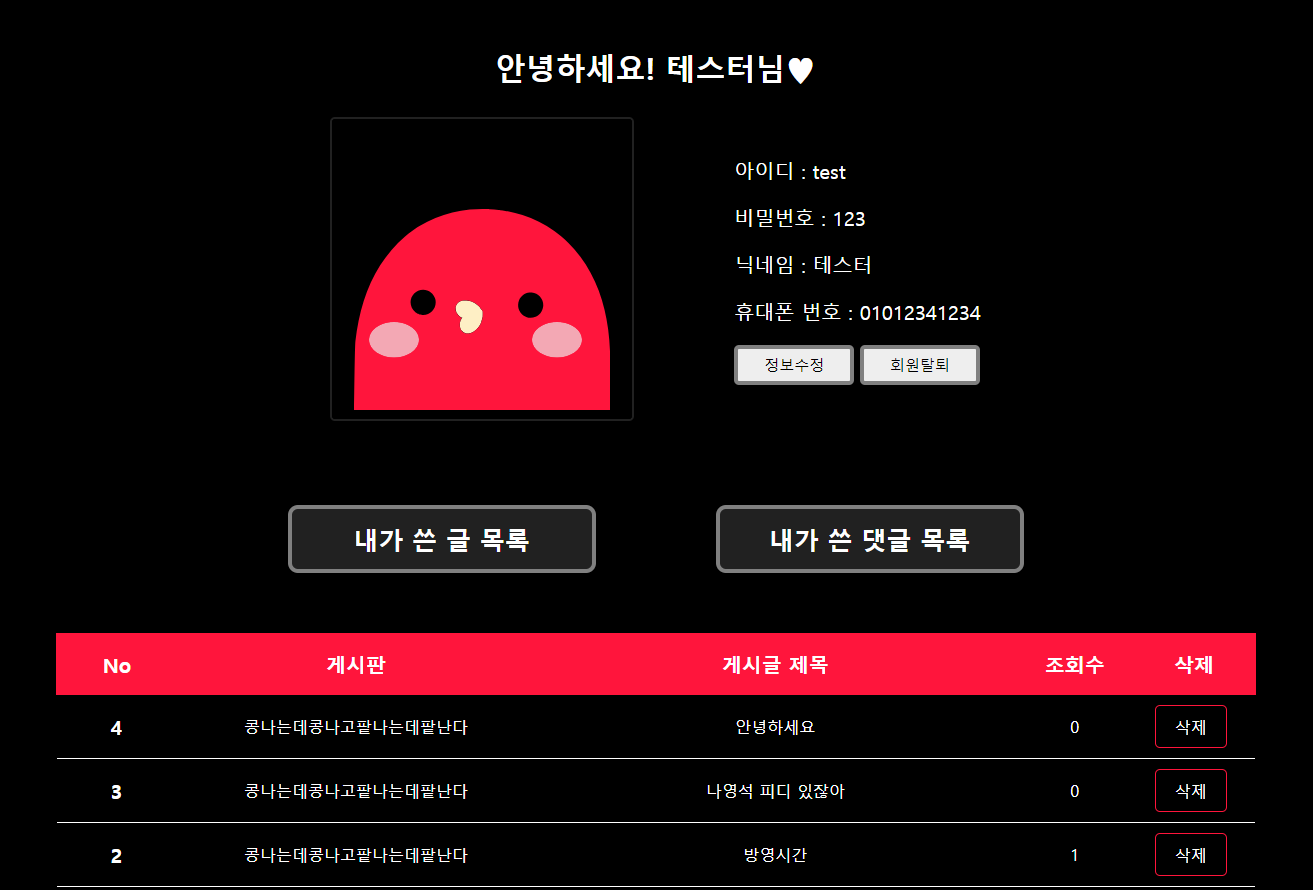 안녕하세요! 테스터님♥
아이디 : test
비밀번호 : 123
닉네임 : 테스터
휴대폰 번호 : 01012341234
정보수정 회원탈퇴
내가 쓴 글 목록 내가 쓴 댓글 목록
No 게시판 게시글 제목 조회수 삭제
4 콩나는데콩나고팥나는데팥난다 안녕하세요 0 삭제
3 콩나는데콩나고팥나는데팥난다 나영석 피디 있잖아 0 삭제
2 콩나는데콩나고팥나는데팥난다 방영시간 1 삭제